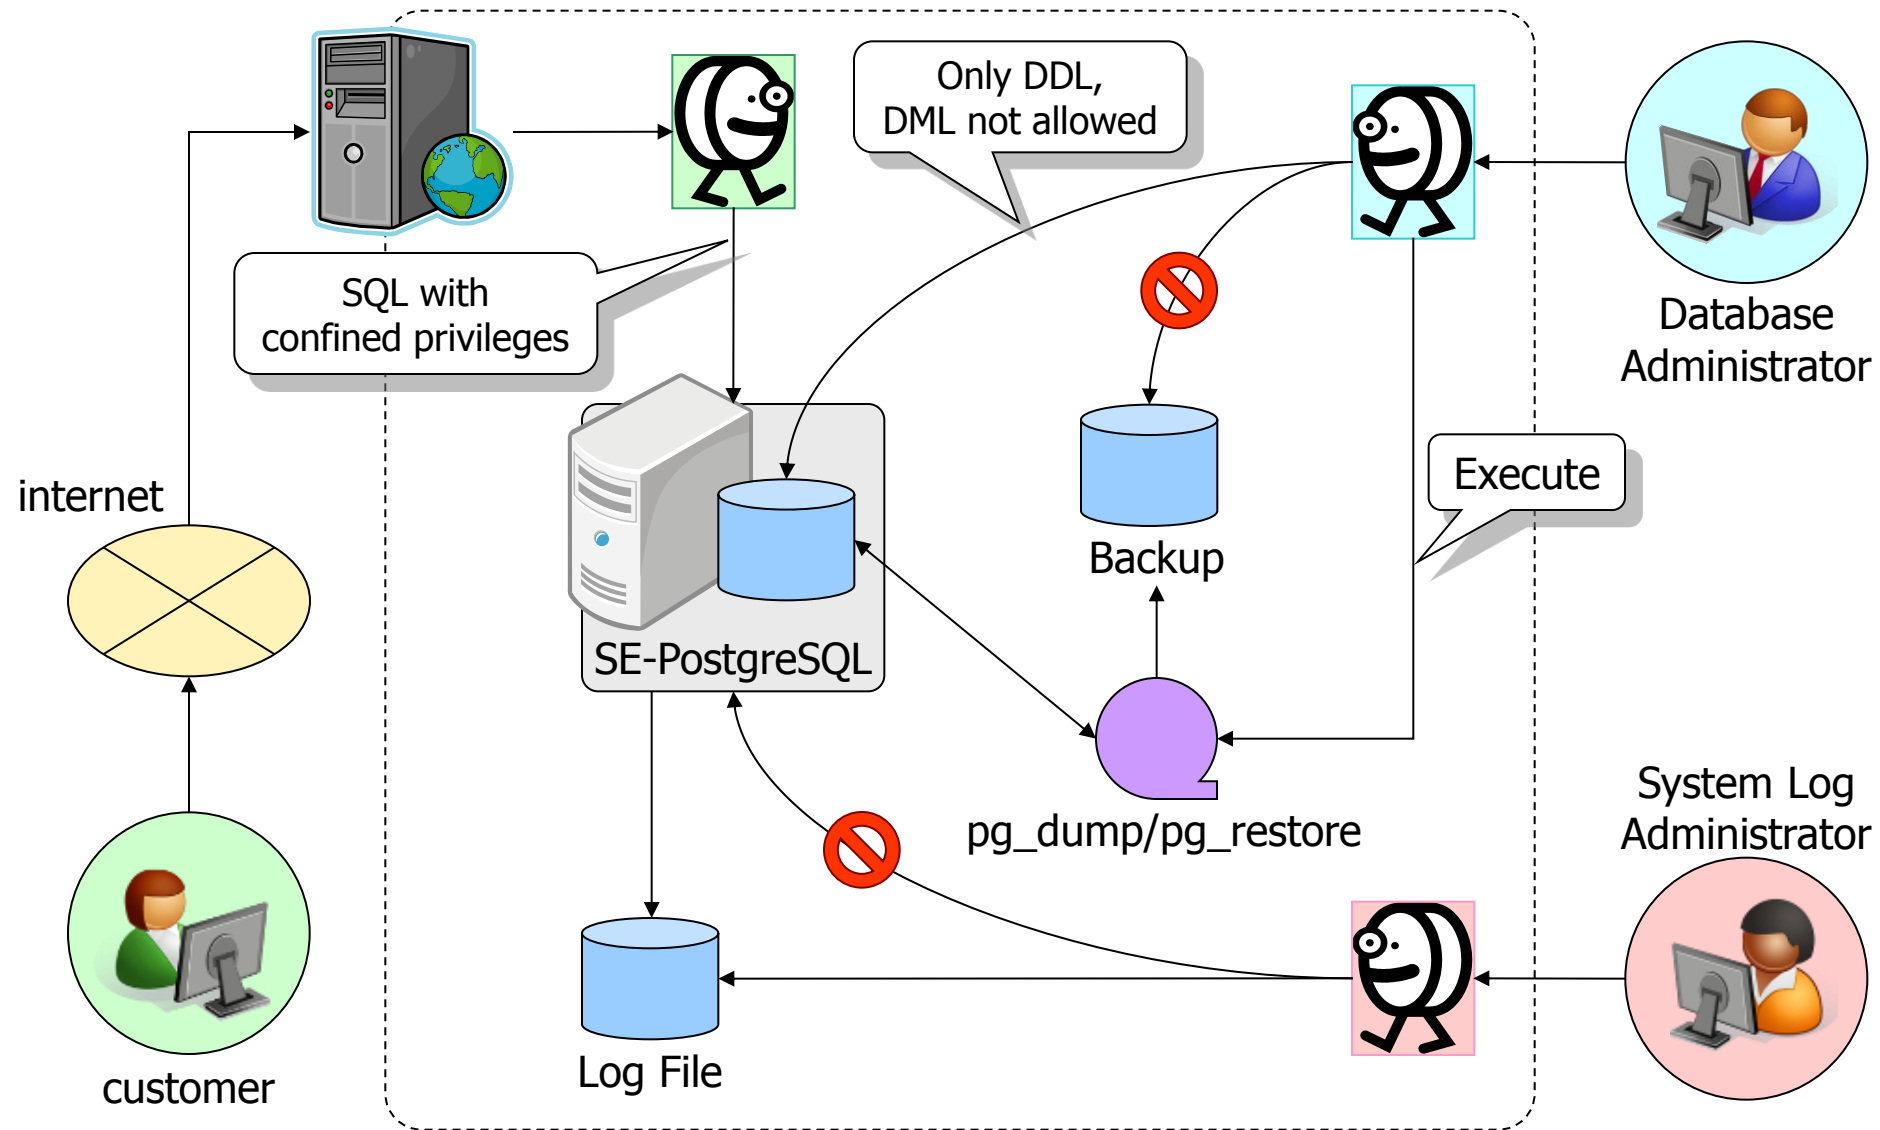 Only DDL,
DML not allowed
SQL with
confined privileges
Database
Administrator
internet
Execute
Backup
SE-PostgreSQL
pg_dump/pg_restore
System Log
Administrator
Log File
customer